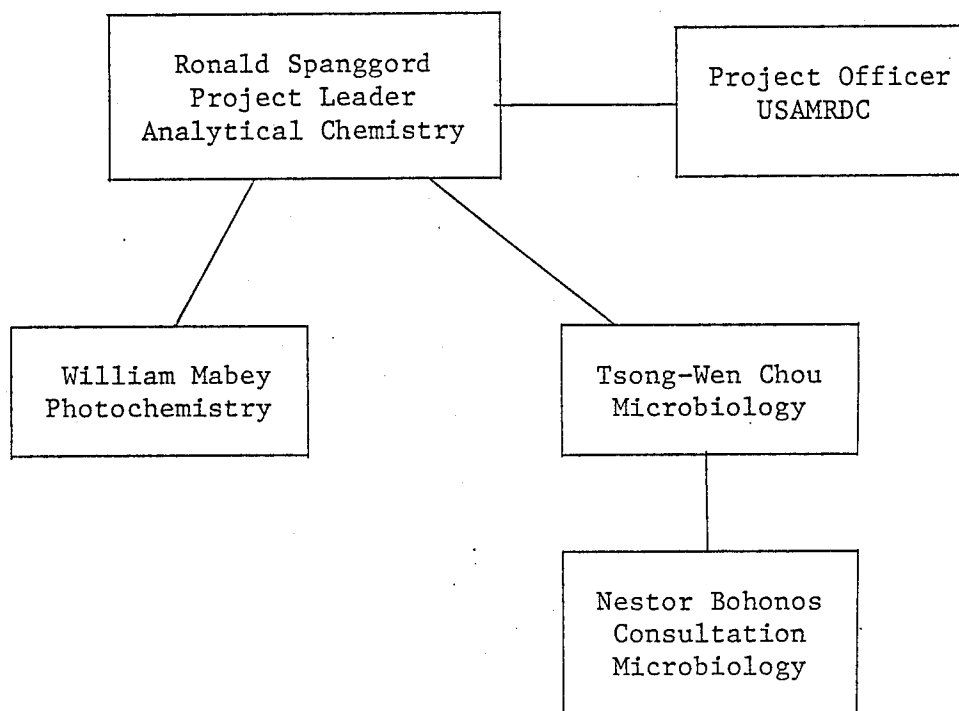 Ronald Spanggord
Project Leader
Analytical Chemistry
Project Officer
USAMRDC
William Mabey
Photochemistry
Tsong-Wen Chou
Microbiology
Nestor Bohonos
Consultation
Microbiology